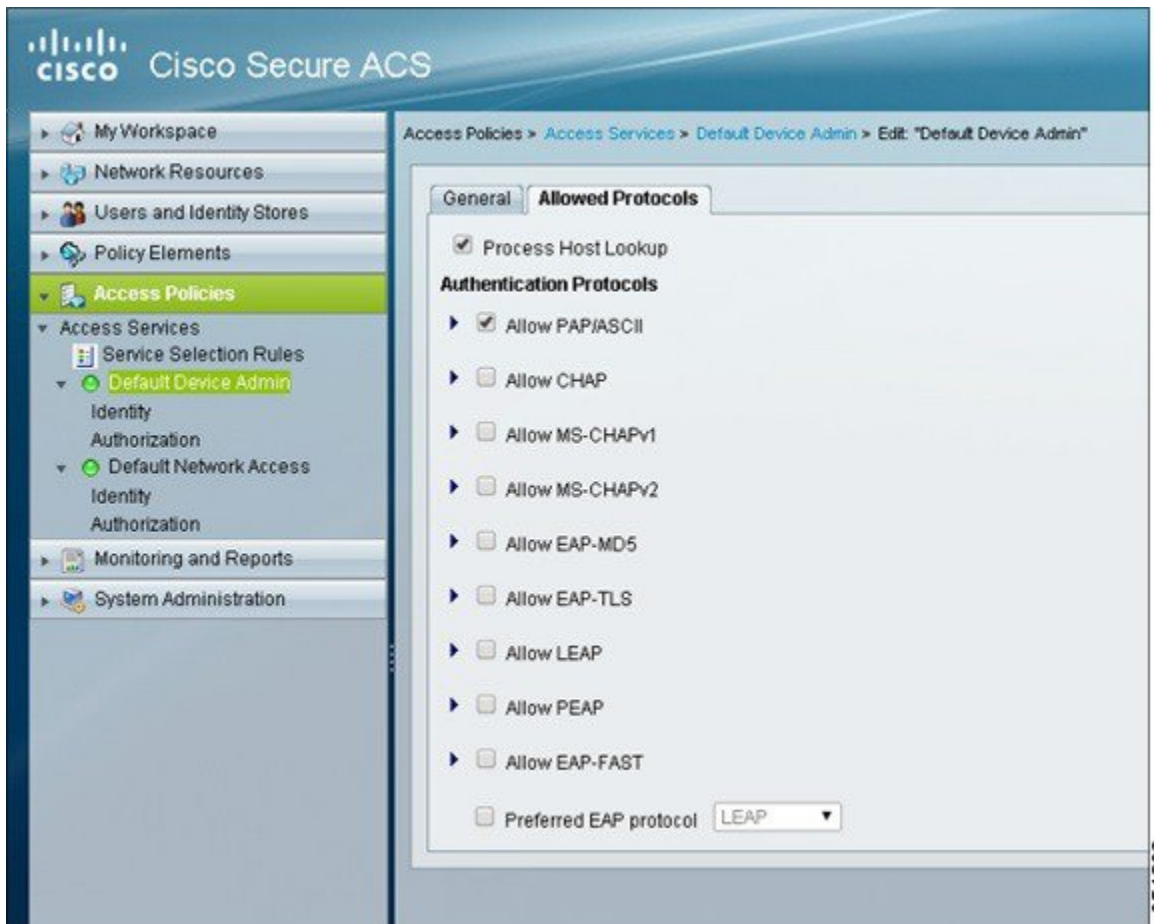 CISCO Cisco Secure ACS
My Workspace
Network Resources
Users and Identity Stores
Policy Elements
Access Policies
Access Services
Service Selection Rules
Default Device Admin
Identity
Authorization
Default Network Access
Identity
Authorization
Monitoring and Reports
System Administration
Access Policies > Access Services > Default Device Admin > Edit: "Default Device Admin"
General Allowed Protocols
Process Host Lookup
Authentication Protocols
Allow PAP/ASCII
Allow CHAP
Allow MS-CHAPv1
Allow MS-CHAPv2
Allow EAP-MD5
Allow EAP-TLS
Allow LEAP
Allow PEAP
Allow EAP-FAST
Preferred EAP protocol LEAP